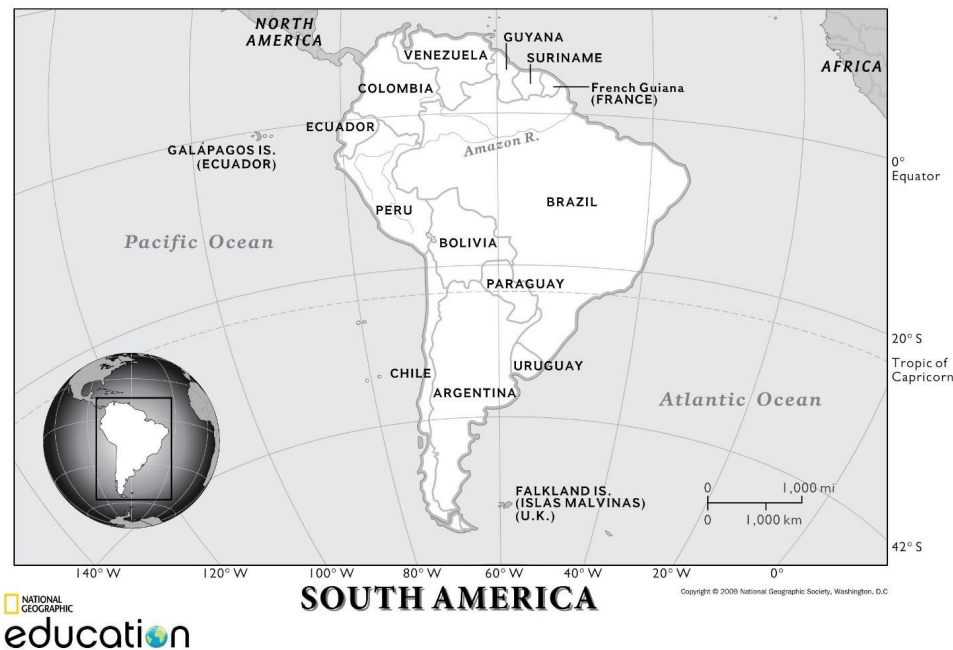 NORTH
AMERICA
GUYANA
VENEZUELA
SURINAME
AFRICA
COLOMBIA
French Guiana
(FRANCE)
ECUADOR
Amazon R.
GALÁPAGOS IS.
(ECUADOR)
0°
Equator
BRAZIL
PERU
Pacific Ocean
BOLIVIA
PARAGUAY
20° S
Tropic of
Capricorn
URUGUAY
CHILE
ARGENTINA
Atlantic Ocean
FALKLAND IS.
(ISLAS MALVINAS)
(U.K.)
0 1,000 mi
0 1,000 km
42° S
140° W 120° W 100° W 80° W 60° W 40° W 20° W 0°
SOUTH AMERICA
Copyright © 2009 National Geographic Society, Washington, D.C
NATIONAL
GEOGRAPHIC
education